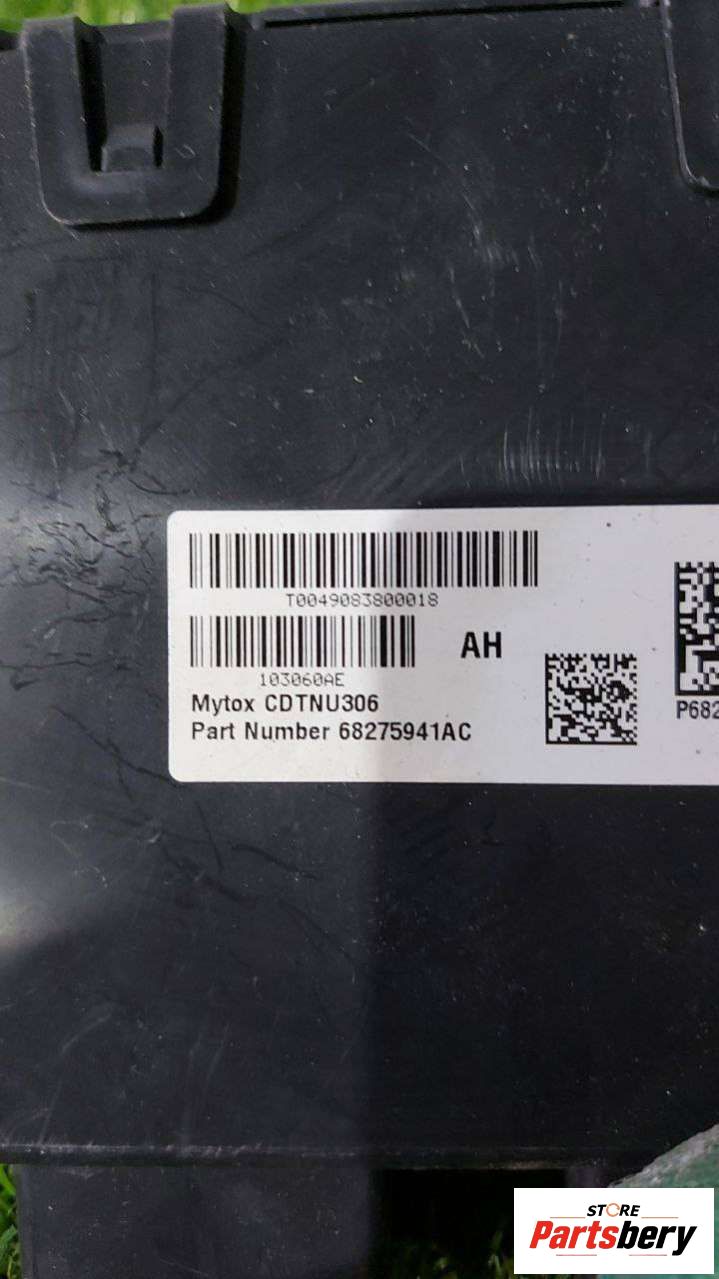 T0049083800018
103060AE
AH
Mytox CDTNU306
Part Number 68275941AC
P682
STORE
Partsbery